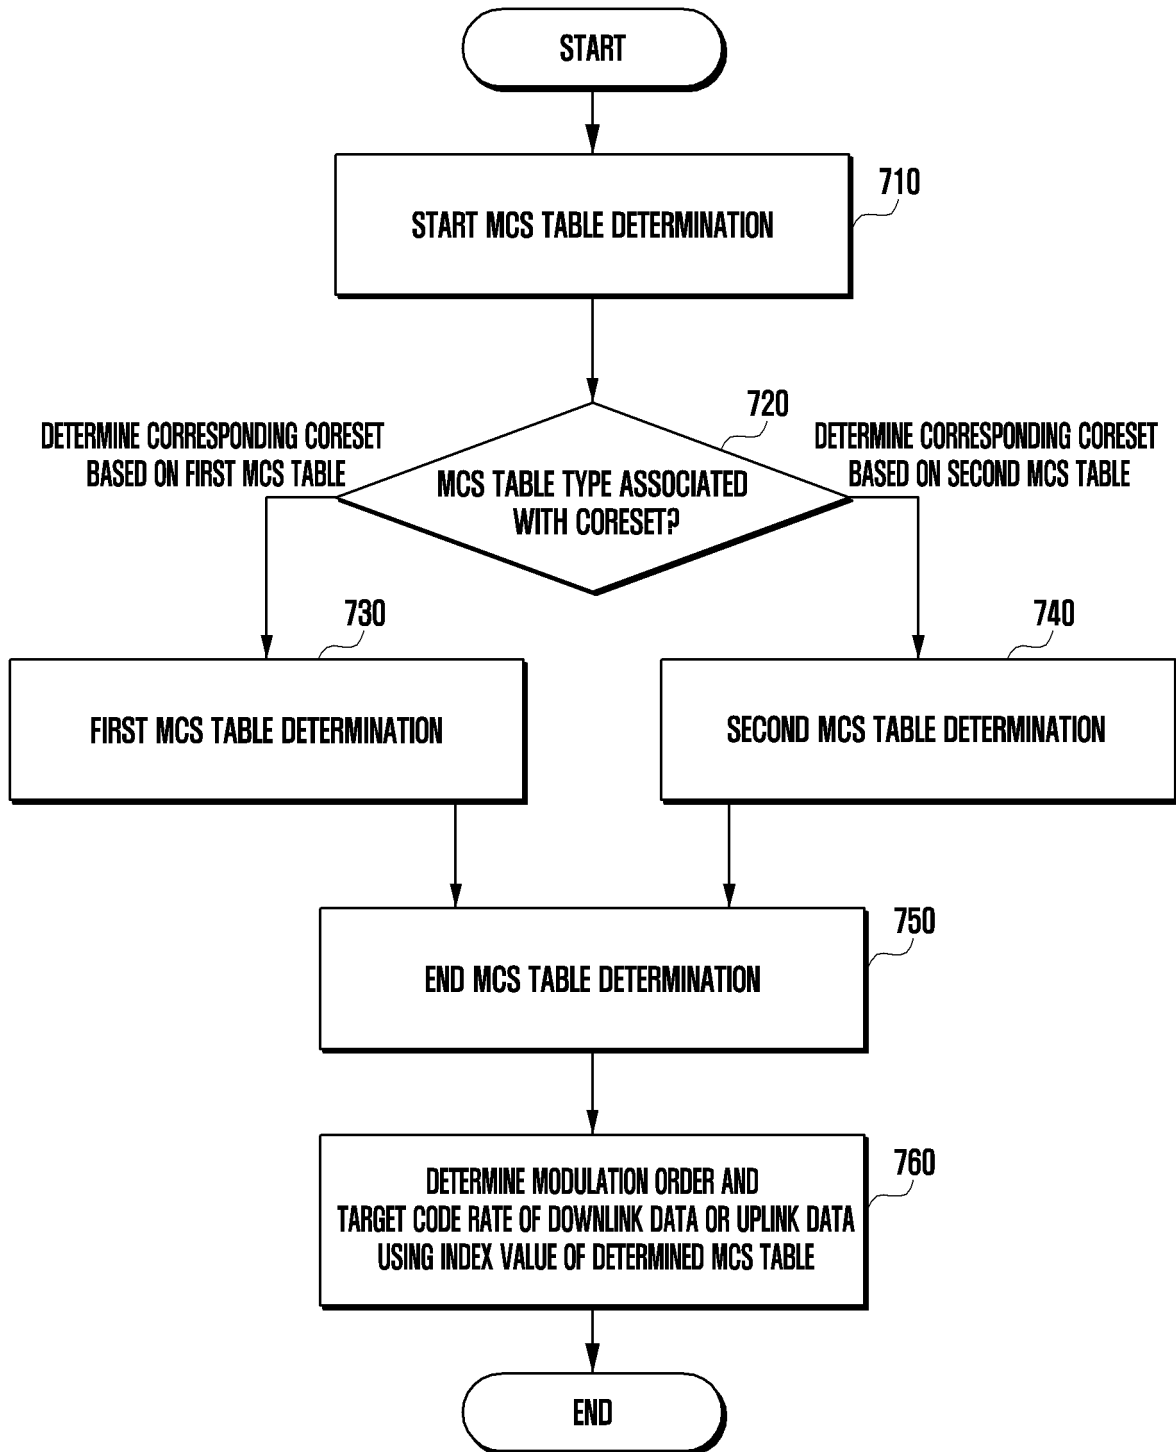 START
710
START MCS TABLE DETERMINATION
720
DETERMINE CORRESPONDING CORESET
BASED ON FIRST MCS TABLE
DETERMINE CORRESPONDING CORESET
BASED ON SECOND MCS TABLE
MCS TABLE TYPE ASSOCIATED
WITH CORESET?
730
FIRST MCS TABLE DETERMINATION
740
SECOND MCS TABLE DETERMINATION
750
END MCS TABLE DETERMINATION
760
DETERMINE MODULATION ORDER AND
TARGET CODE RATE OF DOWNLINK DATA OR UPLINK DATA
USING INDEX VALUE OF DETERMINED MCS TABLE
END